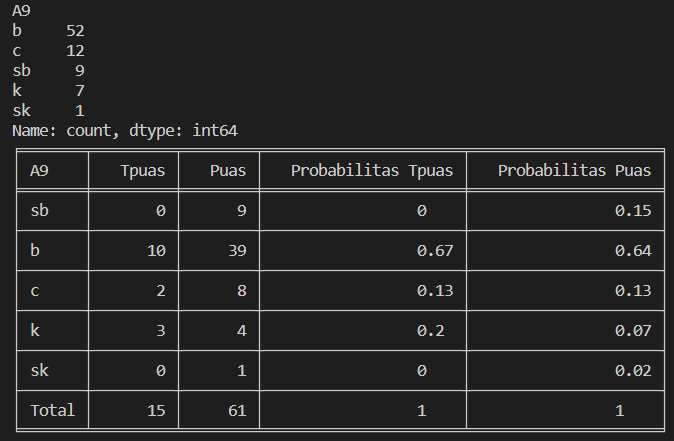 A9
b 52
c 12
sb 9
k 7
sk 1
Name: count, dtype: int64
A9 Tpuas Puas Probabilitas Tpuas Probabilitas Puas
sb 0 9 0 0.15
b 10 39 0.67 0.64
c 2 8 0.13 0.13
k 3 4 0.2 0.07
sk 0 1 0 0.02
Total 15 61 1 1